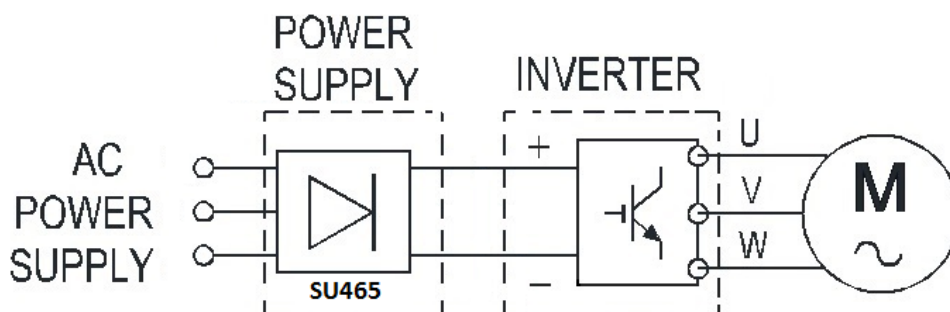 POWER
SUPPLY
INVERTER
AC
POWER
SUPPLY
SU465
+
−
U
V
W
M